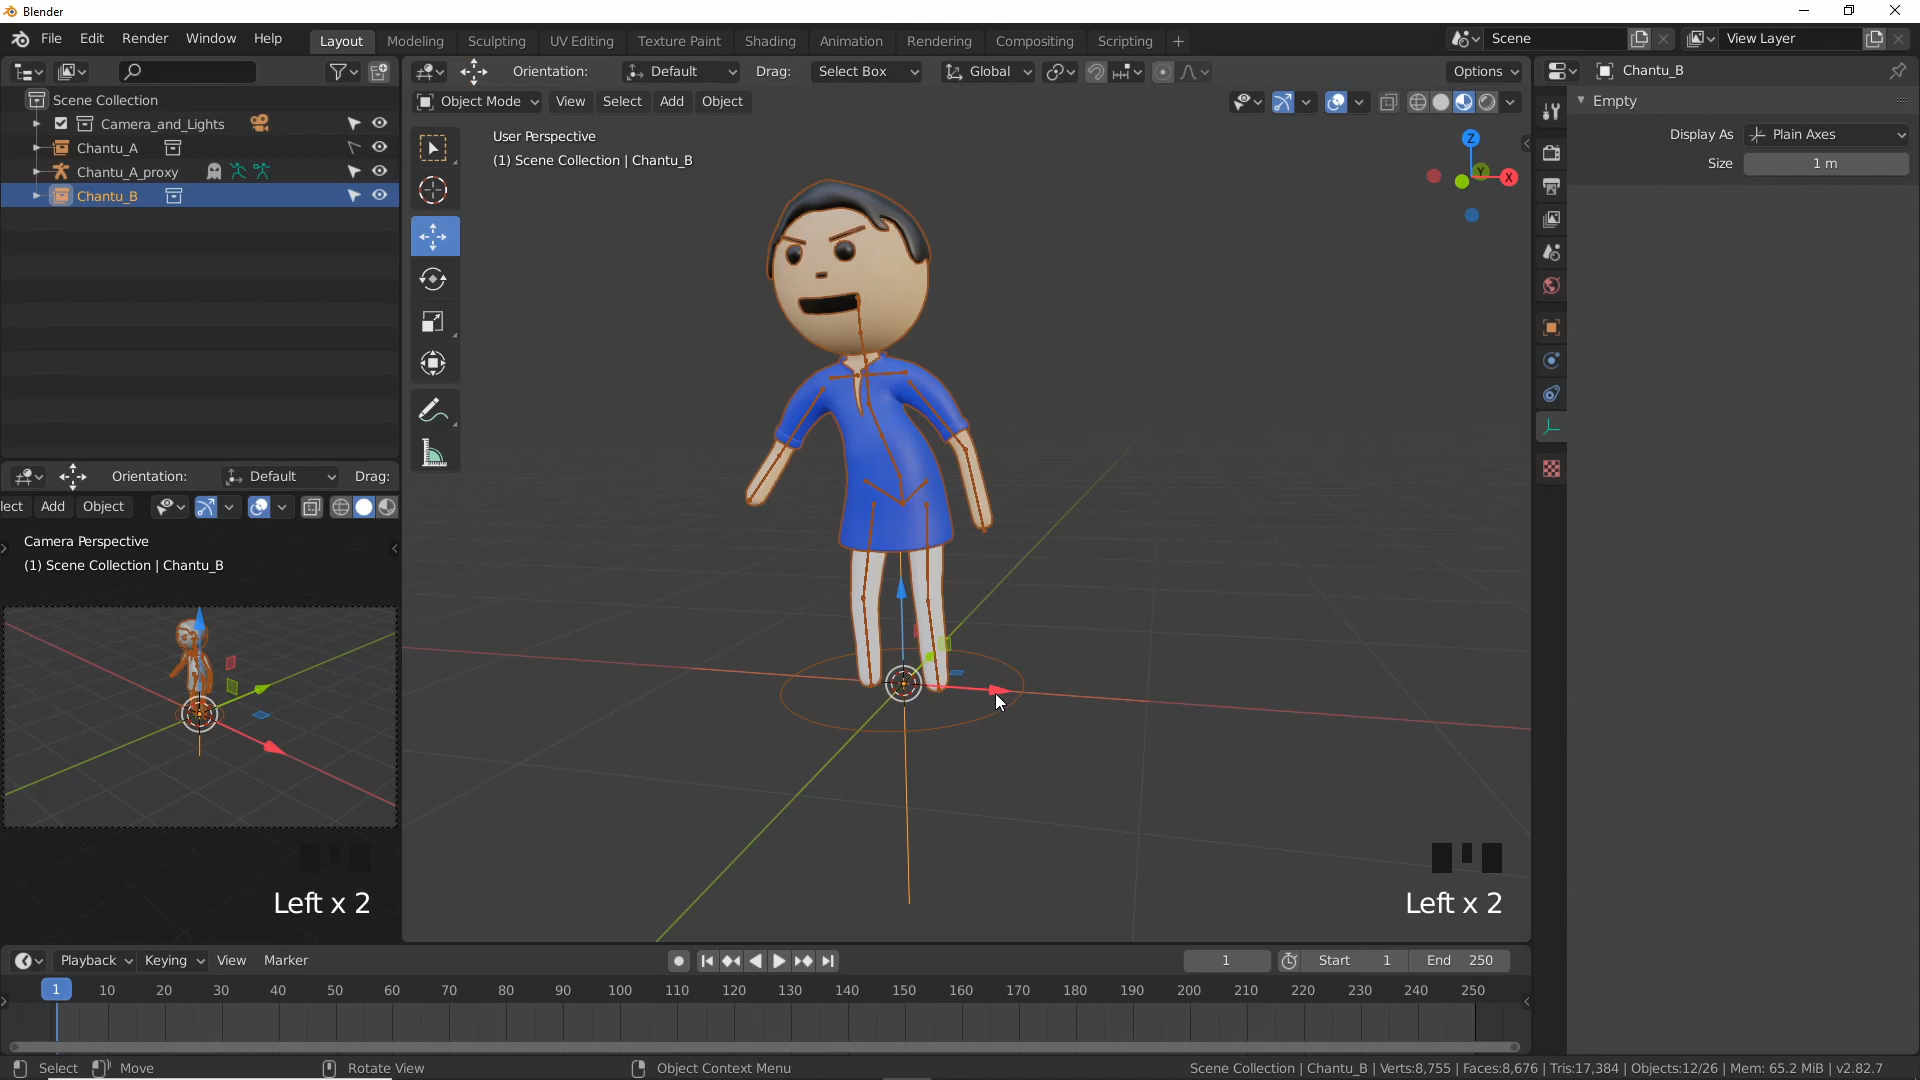 Blender
File Edit Render Window Help Layout Modeling Sculpting UV Editing Texture Paint Shading Animation Rendering Compositing Scripting + Scene View Layer
Orientation: Default Drag: Select Box Global Options Chantu_B
Scene Collection Object Mode View Select Add Object Empty
Camera_and_Lights
Chantu_A
Chantu_A_proxy
Chantu_B
User Perspective
(1) Scene Collection | Chantu_B
Z
Y
X
Display As Plain Axes
Size 1 m
Orientation: Default Drag:
lect Add Object
Camera Perspective
(1) Scene Collection | Chantu_B
Left x 2
Left x 2
Playback Keying View Marker 1 Start 1 End 250
1 10 20 30 40 50 60 70 80 90 100 110 120 130 140 150 160 170 180 190 200 210 220 230 240 250
Select Move Rotate View Object Context Menu Scene Collection | Chantu_B | Verts:8,755 | Faces:8,676 | Tris:17,384 | Objects:12/26 | Mem: 65.2 MiB | v2.82.7